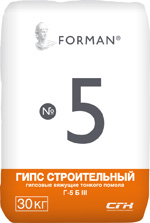 FORMAN®
№ 5
ГИПС СТРОИТЕЛЬНЫЙ
гипсовые вяжущие тонкого помола
Г-5 Б III
30 КГ
СГК